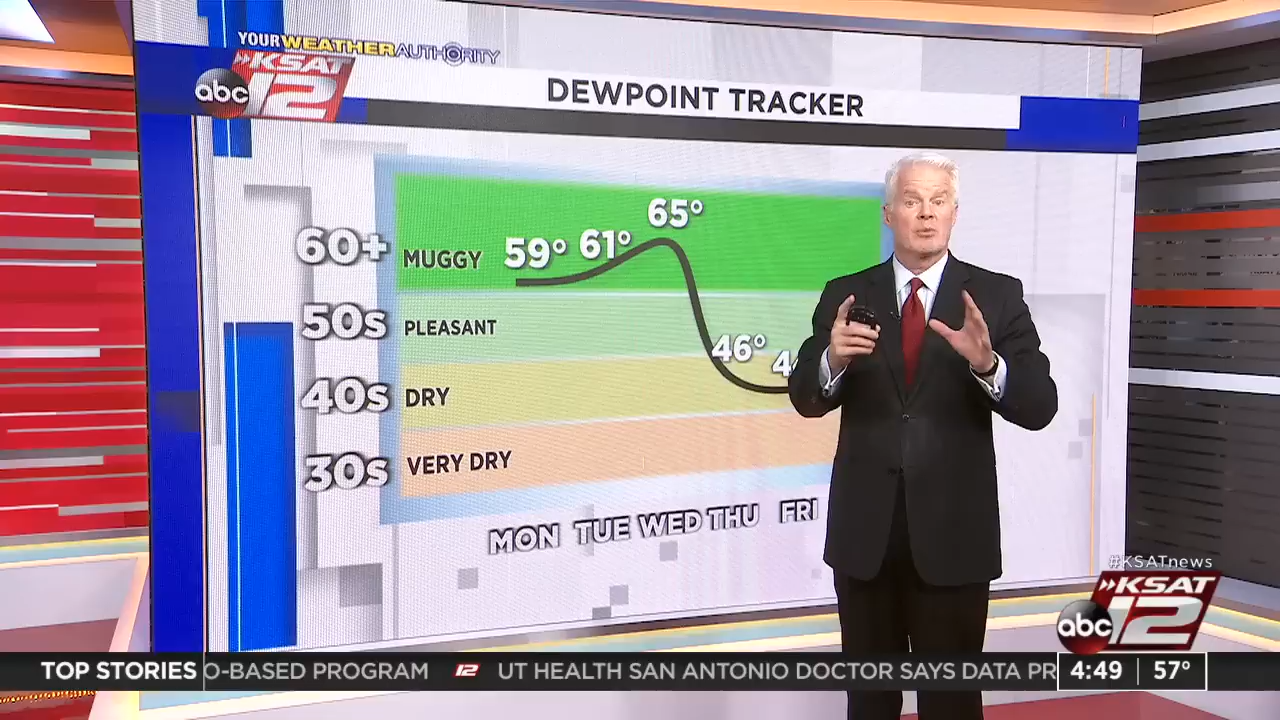 YOUR WEATHER AUTHORITY
abc KSAT 12
DEWPOINT TRACKER
65°
60+ MUGGY 59° 61°
50s PLEASANT
46°
40s DRY
30s VERY DRY
MON TUE WED THU FRI
#KSATnews
KSAT
abc 12
TOP STORIES O-BASED PROGRAM 12 UT HEALTH SAN ANTONIO DOCTOR SAYS DATA PR 4:49 57°